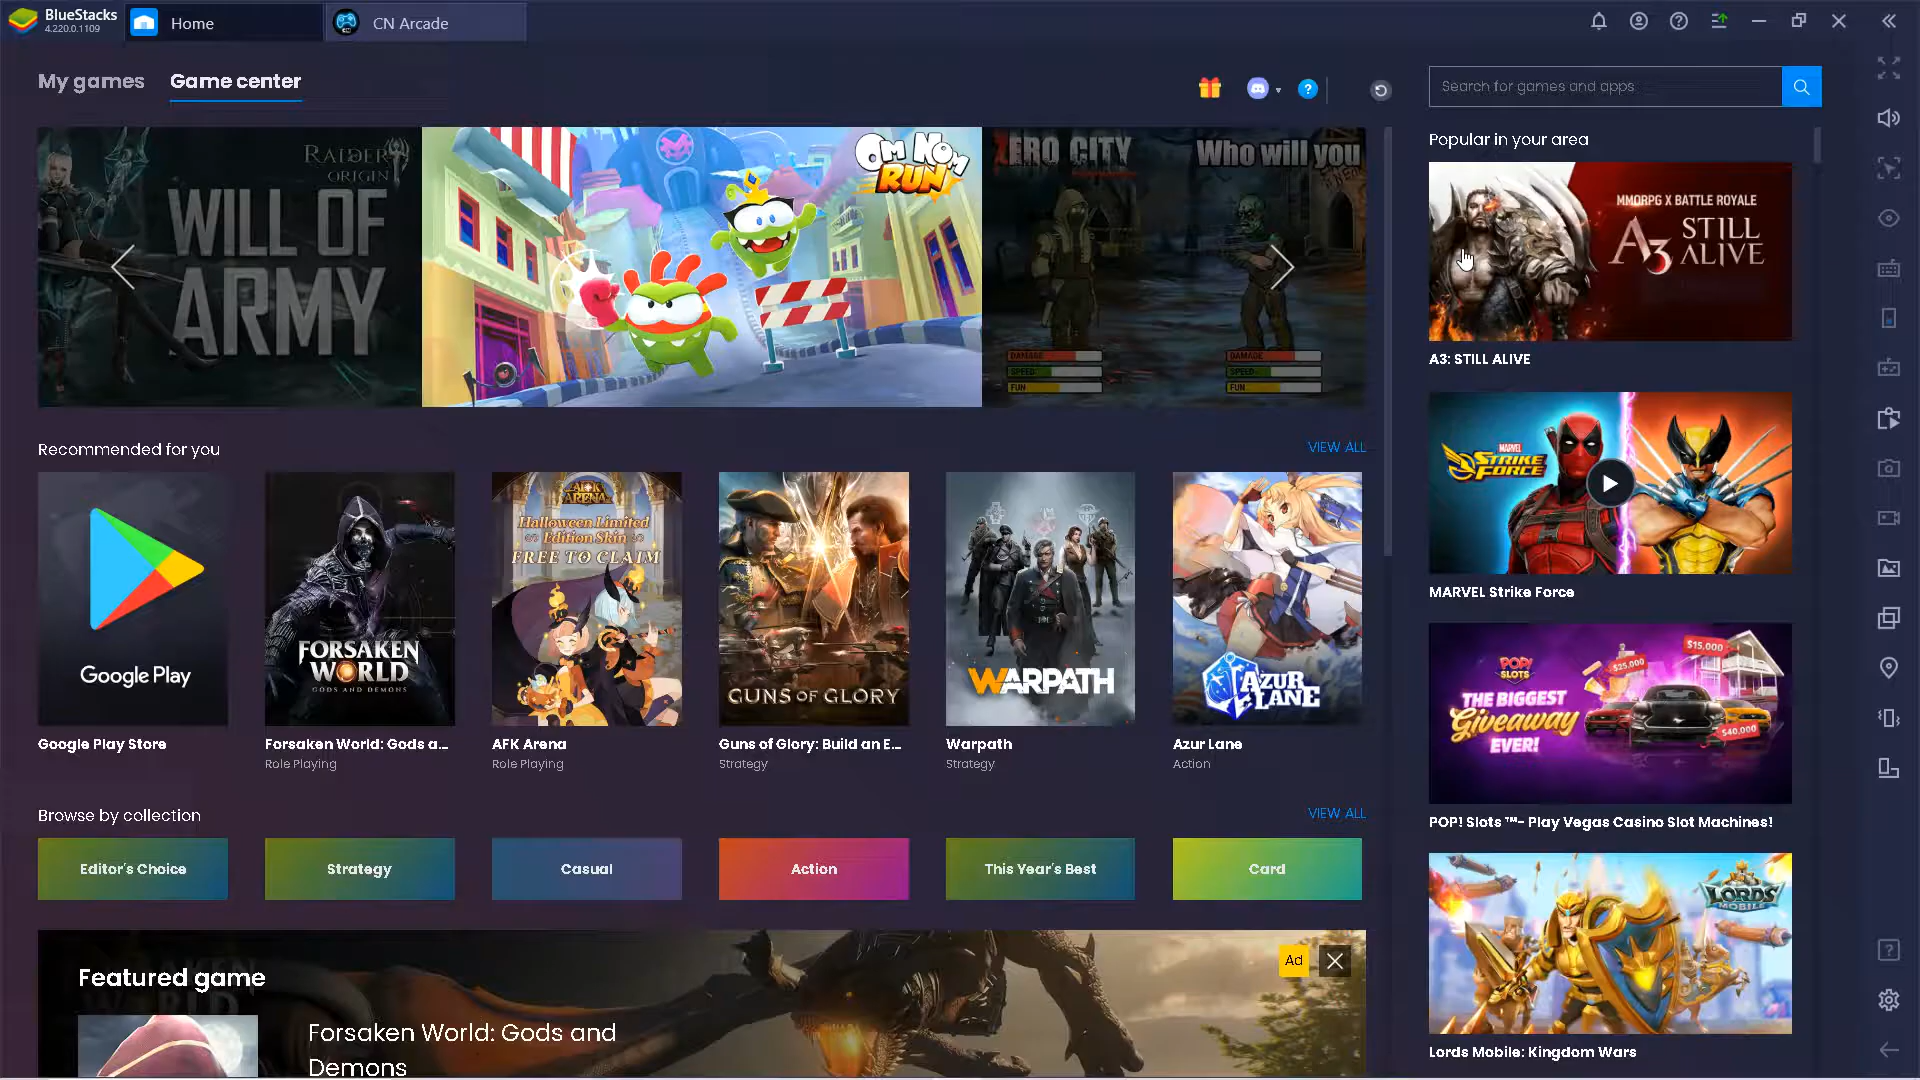 BlueStacks
4.220.0.1109
Home
CN Arcade
My games
Game center
Search for games and apps
RAIDER
ORIGIN
WILL OF
ARMY
OM NOM
RUN
ZERO CITY
Who will you
DAMAGE
SPEED
FUN
DAMAGE
SPEED
FUN
Popular in your area
MMORPG X BATTLE ROYALE
A3 STILL
ALIVE
A3: STILL ALIVE
MARVEL
STRIKE
FORCE
MARVEL Strike Force
POP!
SLOTS
THE BIGGEST
Giveaway
EVER!
$25,000
$15,000
$40,000
POP! Slots ™- Play Vegas Casino Slot Machines!
LORDS
MOBILE
Lords Mobile: Kingdom Wars
Recommended for you
VIEW ALL
Google Play
FORSAKEN
WORLD
GODS AND DEMONS
AFK
ARENA
Halloween Limited
Edition Skin
FREE TO CLAIM
GUNS OF GLORY
WARPATH
AZUR
LANE
Google Play Store
Forsaken World: Gods a...
Role Playing
AFK Arena
Role Playing
Guns of Glory: Build an E...
Strategy
Warpath
Strategy
Azur Lane
Action
Browse by collection
VIEW ALL
Editor's Choice
Strategy
Casual
Action
This Year's Best
Card
Featured game
Ad
Forsaken World: Gods and
Demons